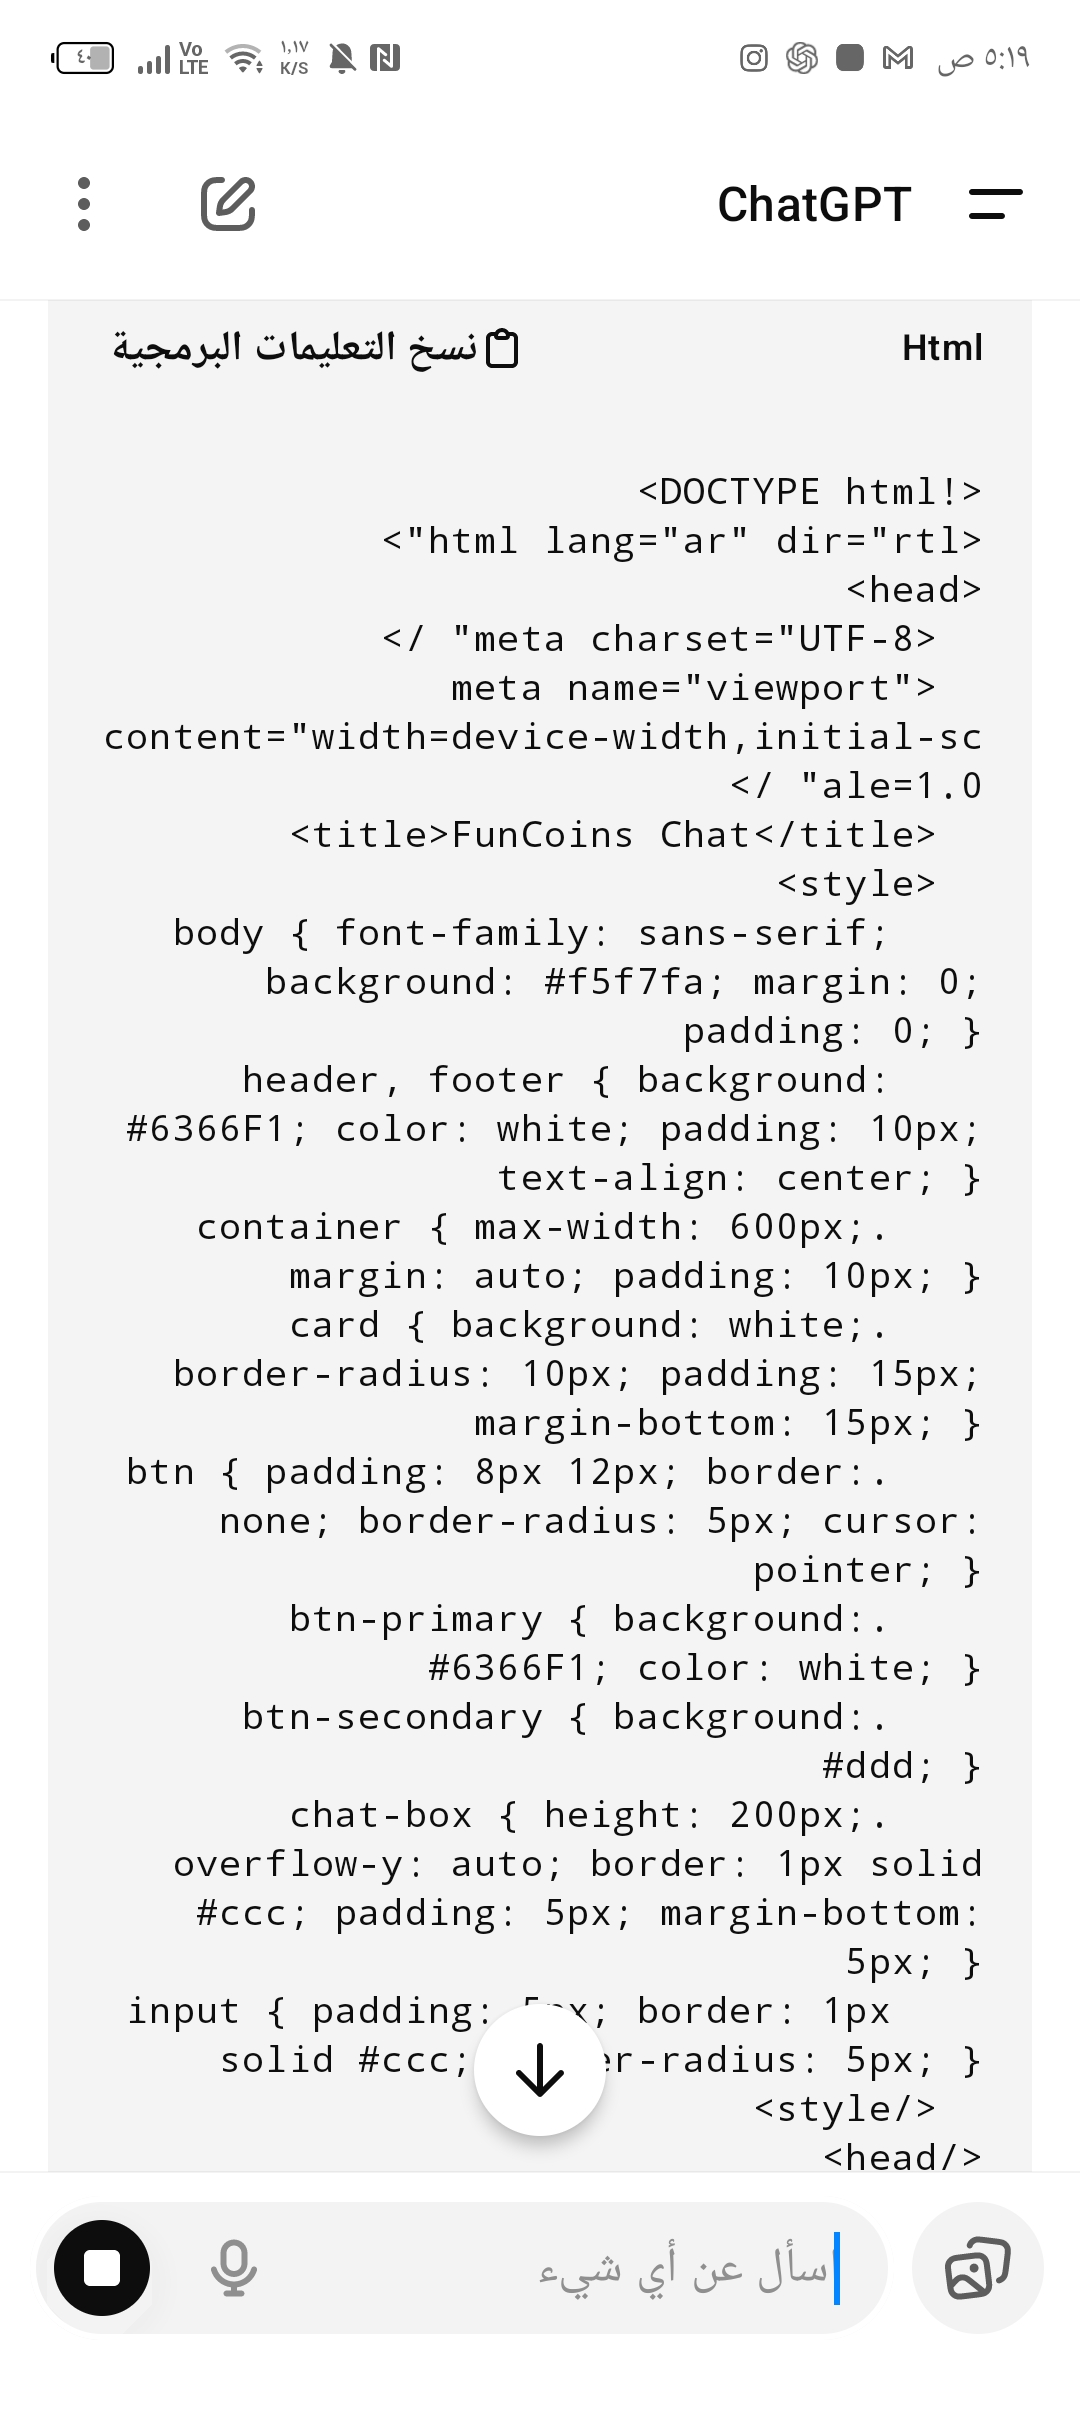 ٤٠
Vo LTE
١,١٧ K/S
٥:١٩ ص
ChatGPT
Html
نسخ التعليمات البرمجية
<!DOCTYPE html>
<html lang="ar" dir="rtl">
<head>
<meta charset="UTF-8" />
<meta name="viewport"
content="width=device-width,initial-sc
ale=1.0" />
<title>FunCoins Chat</title>
<style>
body { font-family: sans-serif;
background: #f5f7fa; margin: 0;
padding: 0; }
header, footer { background:
#6366F1; color: white; padding: 10px;
text-align: center; }
.container { max-width: 600px;
margin: auto; padding: 10px; }
.card { background: white;
border-radius: 10px; padding: 15px;
margin-bottom: 15px; }
.btn { padding: 8px 12px; border:
none; border-radius: 5px; cursor:
pointer; }
.btn-primary { background:
#6366F1; color: white; }
.btn-secondary { background:
#ddd; }
.chat-box { height: 200px;
overflow-y: auto; border: 1px solid
#ccc; padding: 5px; margin-bottom:
5px; }
input { padding: 5px; border: 1px
solid #ccc; er-radius: 5px; }
</style>
</head>
اسأل عن أي شيء